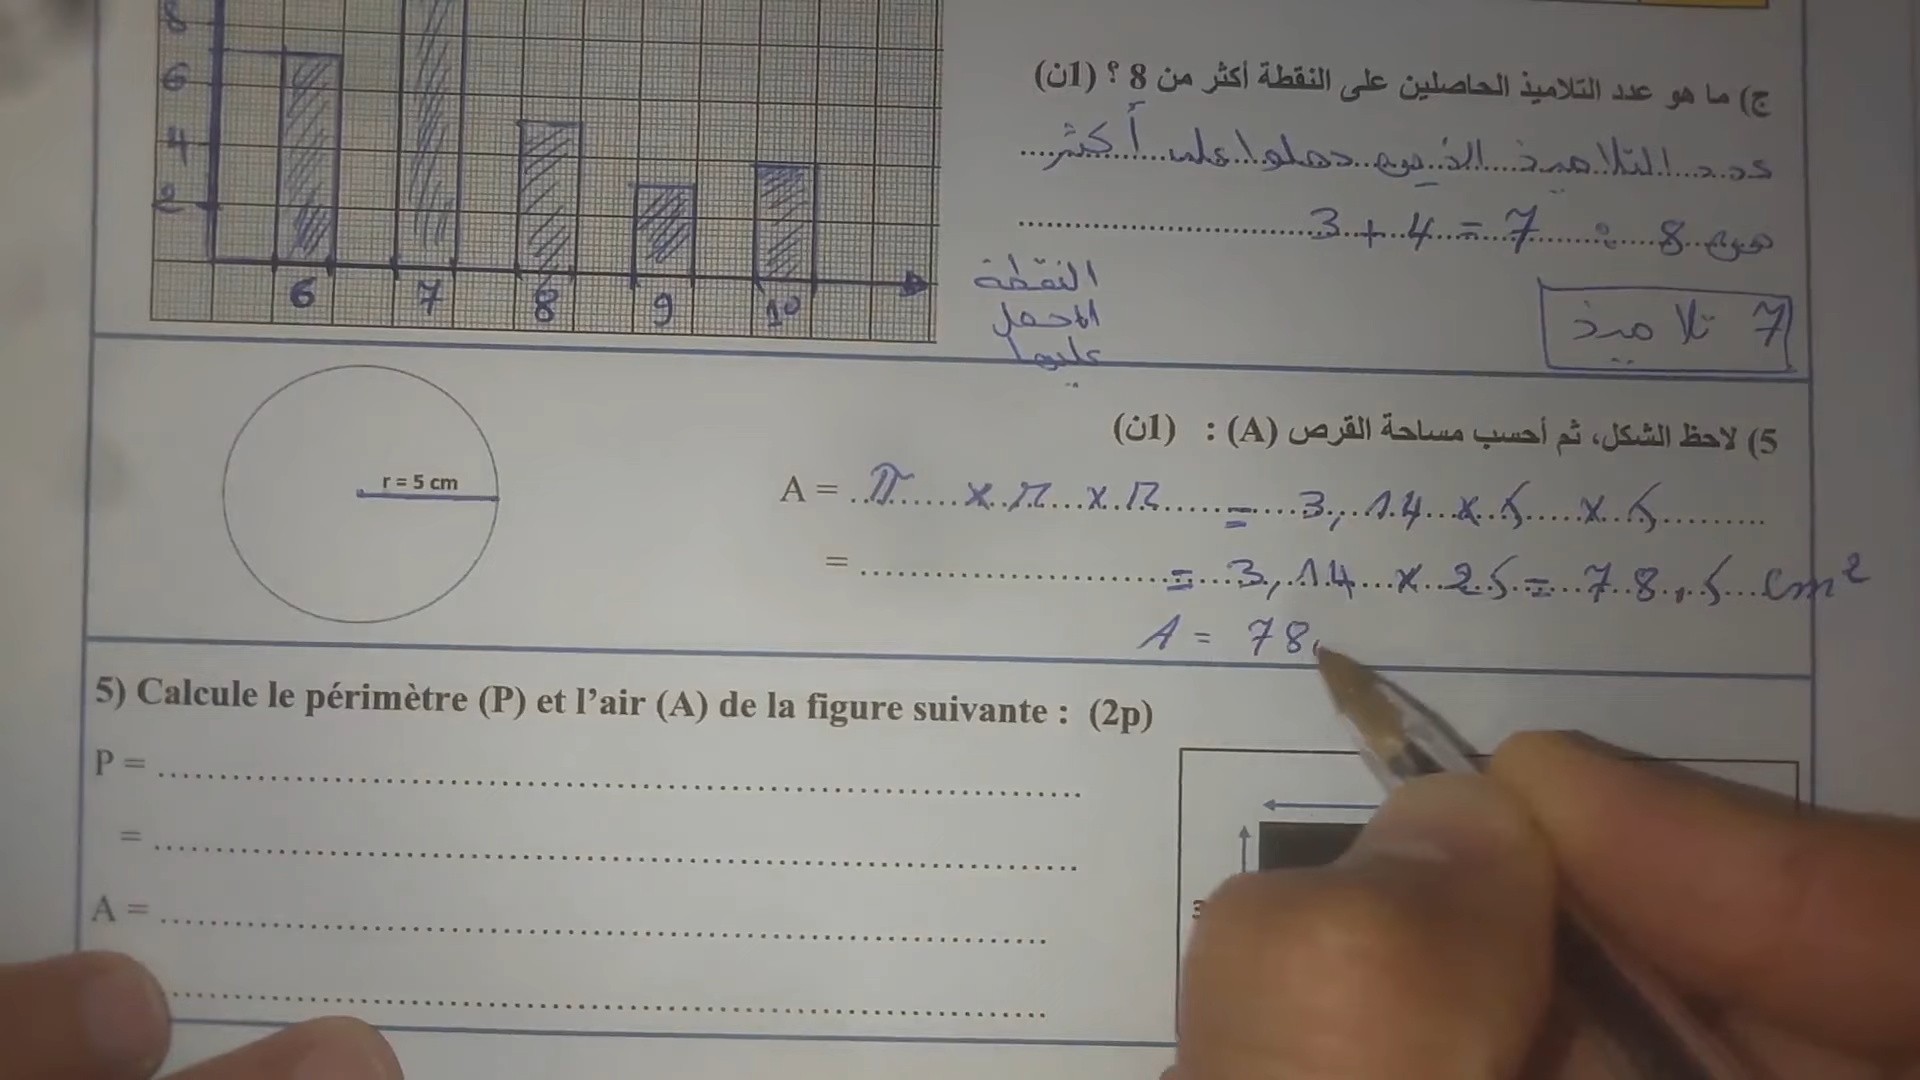 8
6
4
2
6 7 8 9 10
النقطة
المحصل
عليها
ج) ما هو عدد التلاميذ الحاصلين على النقطة أكثر من 8 ؟ (1ن)
عدد التلاميذ الذين حصلوا على أكثر
من 8 : 3 + 4 = 7
7 تلاميذ
5) لاحظ الشكل، ثم أحسب مساحة القرص (A) : (1ن)
r = 5 cm
A = π × r × r = 3,14 × 5 × 5
= = 3,14 × 25 = 78,5 cm²
A = 78,
5) Calcule le périmètre (P) et l'air (A) de la figure suivante : (2p)
P =
=
A =
3